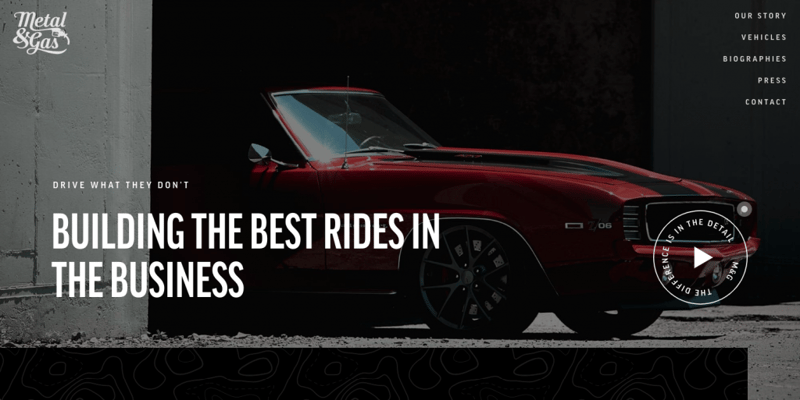 Metal
&Gas
OUR STORY
VEHICLES
BIOGRAPHIES
PRESS
CONTACT
DRIVE WHAT THEY DON'T
BUILDING THE BEST RIDES IN
THE BUSINESS
M&G THE DIFFERENCE IS IN THE DETAIL